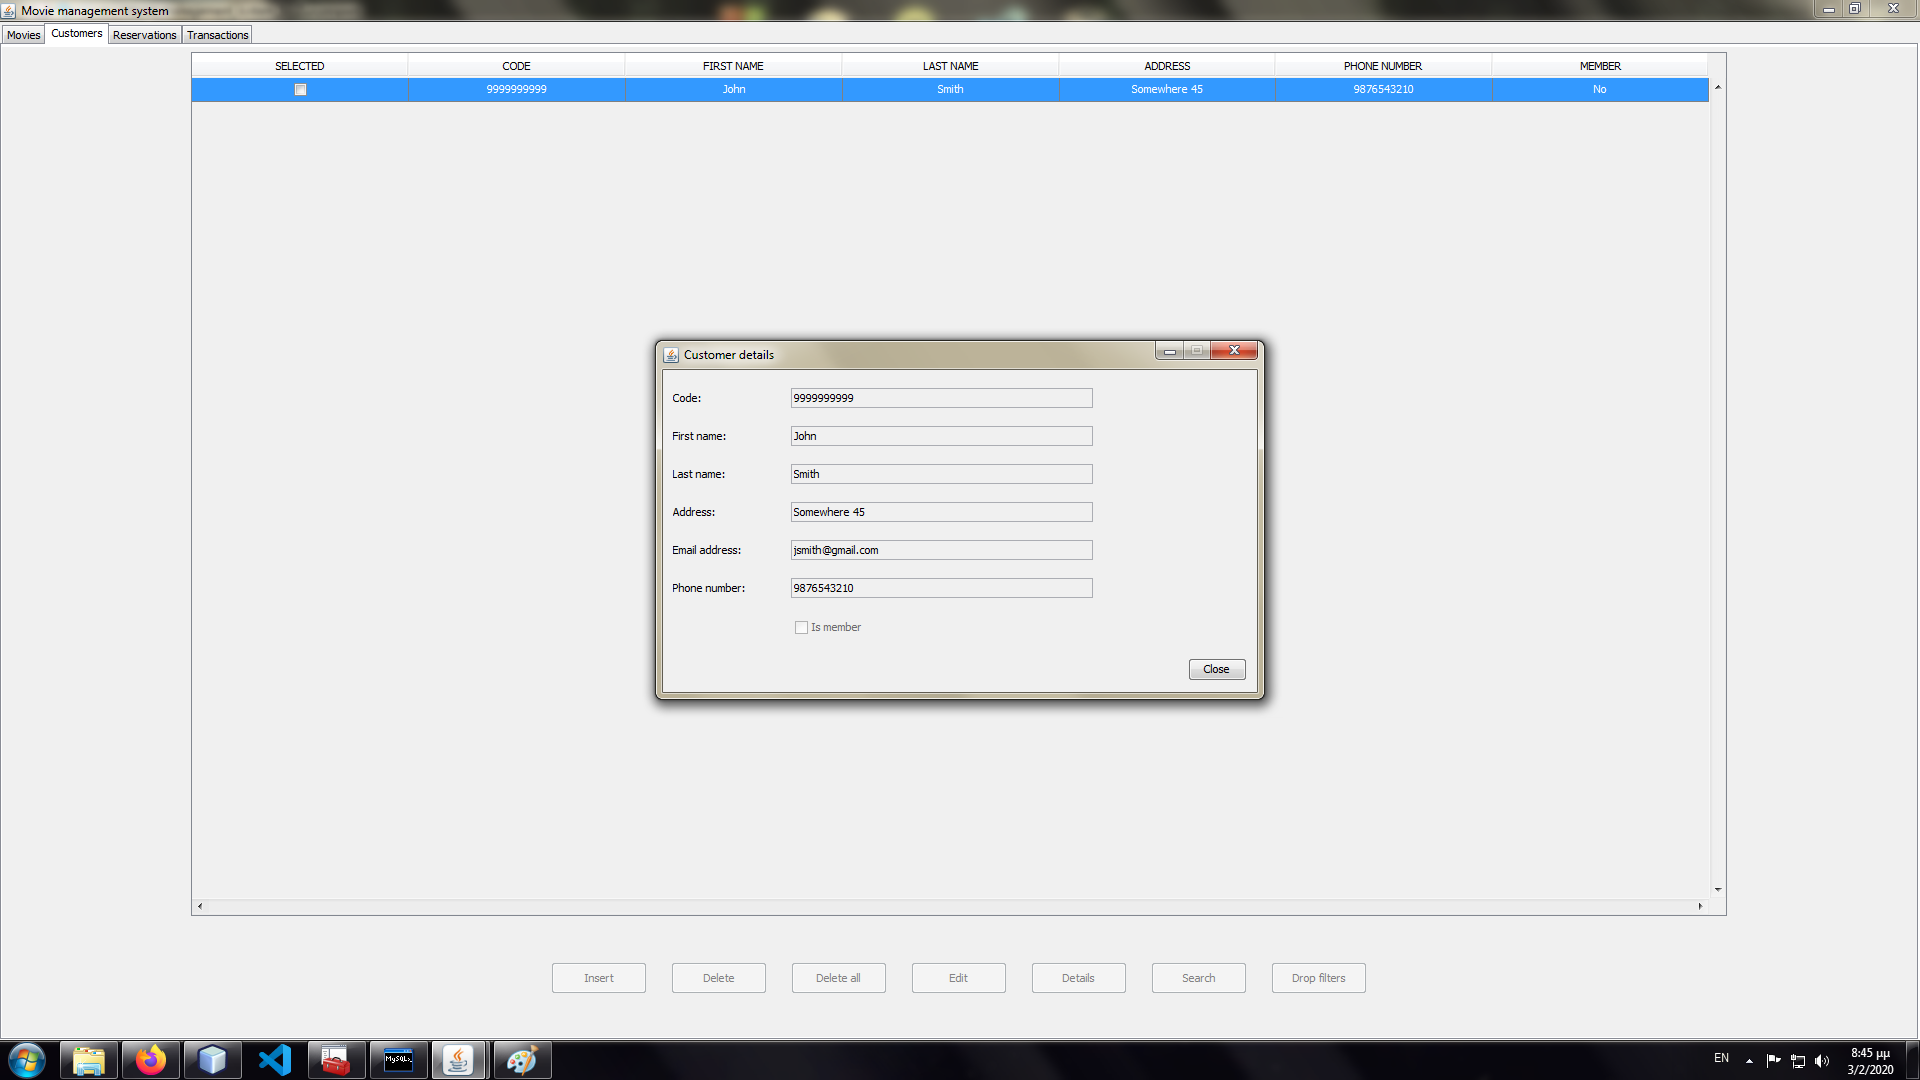 Movie management system
Movies Customers Reservations Transactions
SELECTED CODE FIRST NAME LAST NAME ADDRESS PHONE NUMBER MEMBER
9999999999 John Smith Somewhere 45 9876543210 No
Customer details
Code: 9999999999
First name: John
Last name: Smith
Address: Somewhere 45
Email address: jsmith@gmail.com
Phone number: 9876543210
Is member
Close
Insert Delete Delete all Edit Details Search Drop filters
MySQL
EN
8:45 μμ
3/2/2020